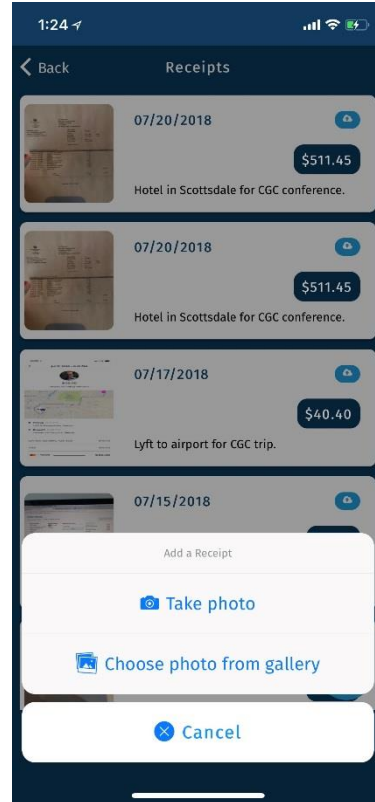 1:24
Back Receipts
07/20/2018
$511.45
Hotel in Scottsdale for CGC conference.
07/20/2018
$511.45
Hotel in Scottsdale for CGC conference.
07/17/2018
$40.40
Lyft to airport for CGC trip.
07/15/2018
Add a Receipt
Take photo
Choose photo from gallery
Cancel